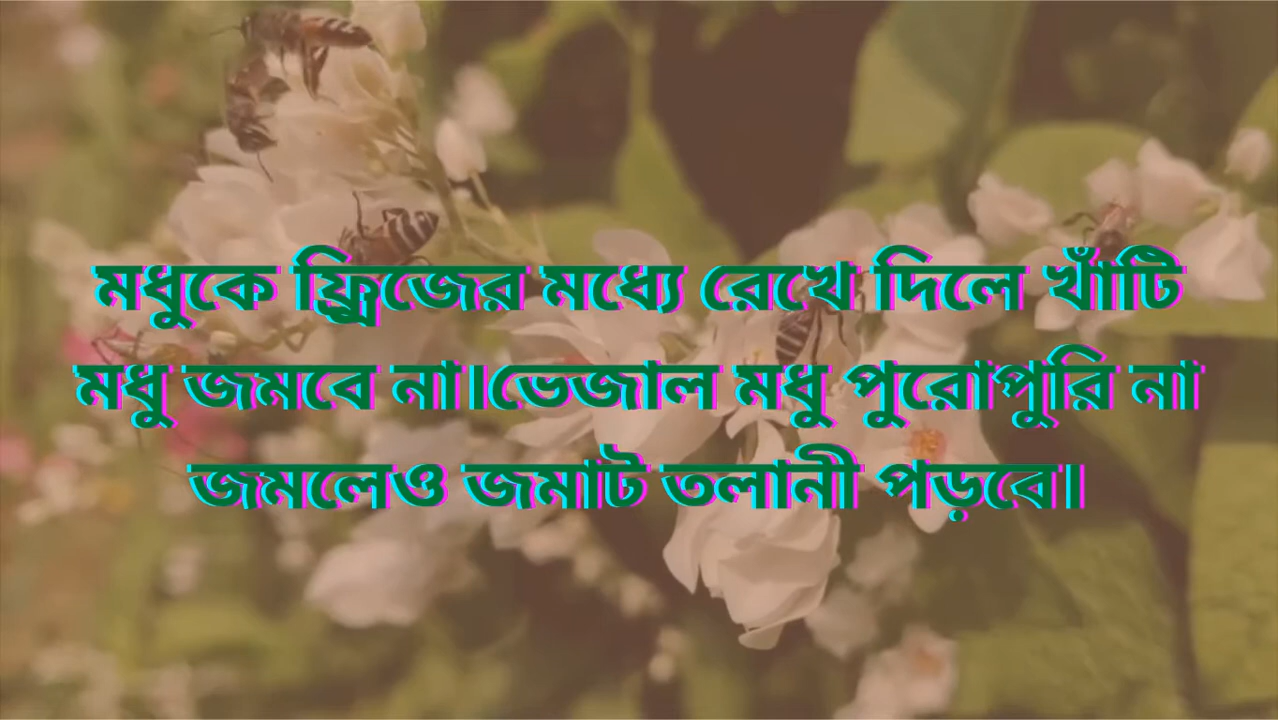 মধুকে ফ্রিজের মধ্যে রেখে দিলে খাঁটি
মধু জমবে না।ভেজাল মধু পুরোপুরি না
জমলেও জমাট তলানী পড়বে।